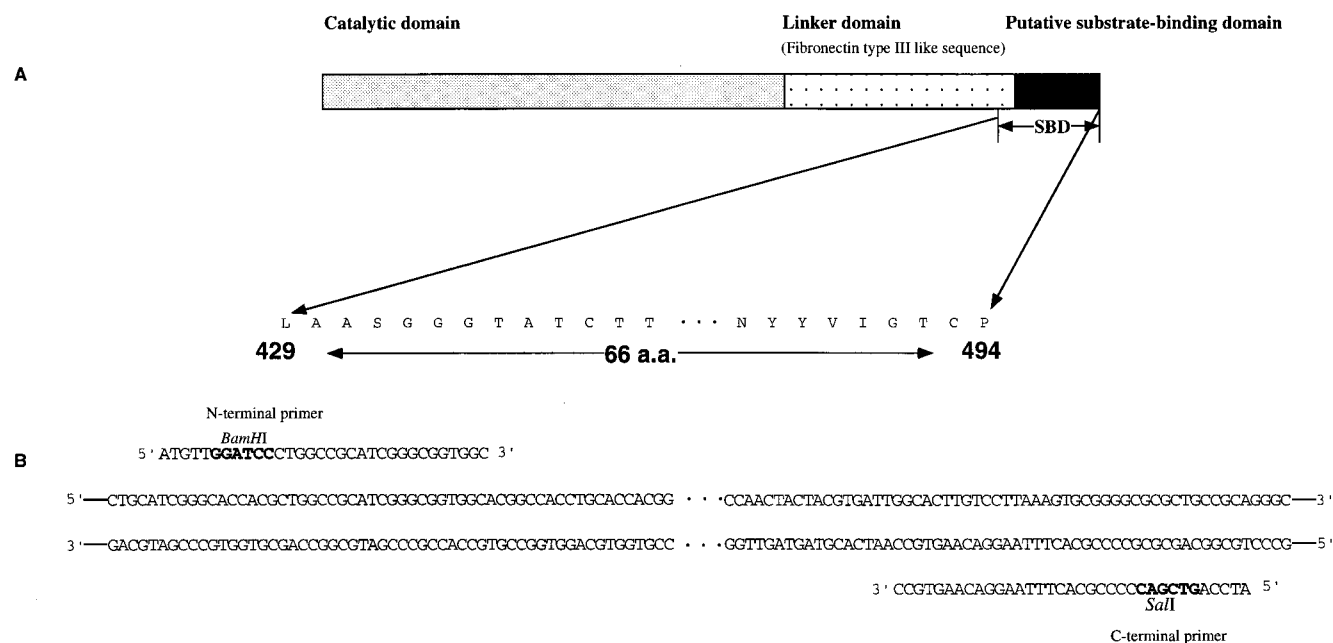 Catalytic domain
Linker domain
(Fibronectin type III like sequence)
Putative substrate-binding domain
A
SBD
L A A S G G G T A T C T T · · · N Y Y V I G T C P
429
66 a.a.
494
N-terminal primer
BamHI
B
5'ATGTTGGATCCCTGGCCGCATCGGGCGGTGGC 3'
5'—CTGCATCGGGCACCACGCTGGCCGCATCGGGCGGTGGCACGGCCACCTGCACCACGG · · ·CCAACTACTACGTGATTGGCACTTGTCCTTAAAGTGCGGGGCGCGCTGCCGCAGGGC—3'
3'—GACGTAGCCCGTGGTGCGACCGGCGTAGCCCGCCACCGTGCCGGTGGACGTGGTGCC · · ·GGTTGATGATGCACTAACCGTGAACAGGAATTTCACGCCCCGCGCGACGGCGTCCCG—5'
3'CCGTGAACAGGAATTTCACGCCCCCAGCTGACCTA 5'
SalI
C-terminal primer